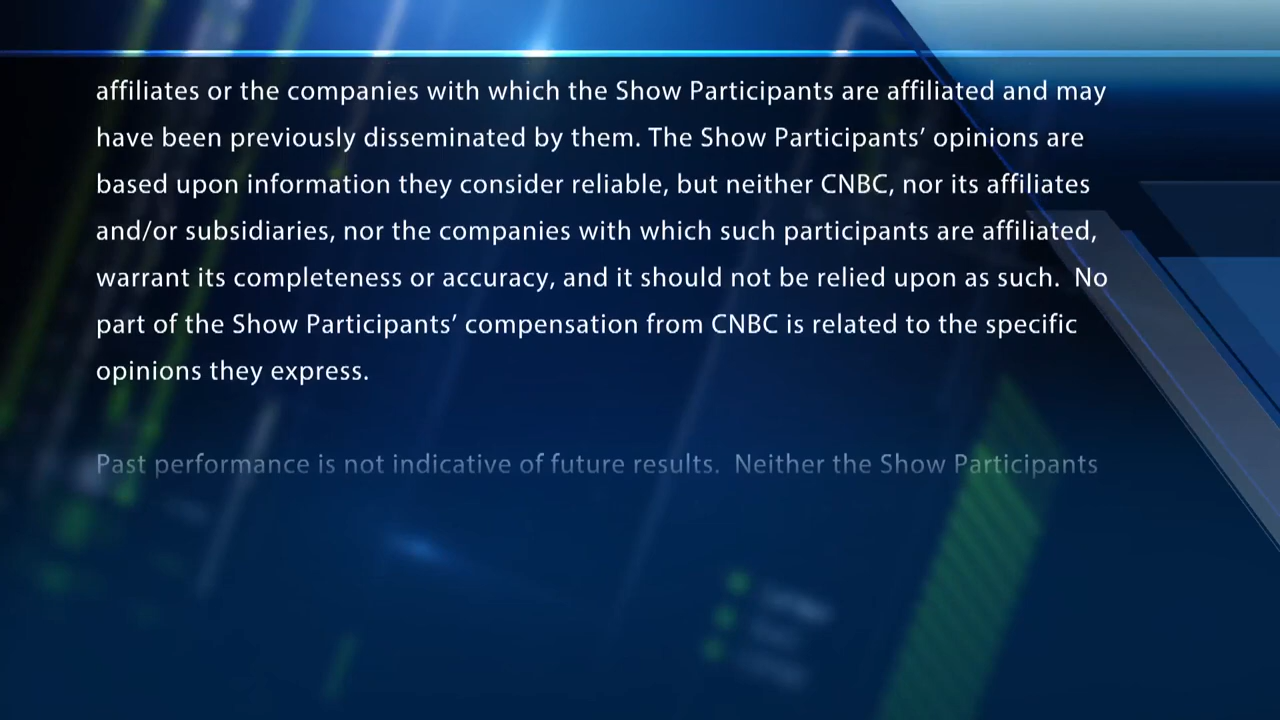 affiliates or the companies with which the Show Participants are affiliated and may
have been previously disseminated by them. The Show Participants’ opinions are
based upon information they consider reliable, but neither CNBC, nor its affiliates
and/or subsidiaries, nor the companies with which such participants are affiliated,
warrant its completeness or accuracy, and it should not be relied upon as such.  No
part of the Show Participants’ compensation from CNBC is related to the specific
opinions they express.
Past performance is not indicative of future results.  Neither the Show Participants